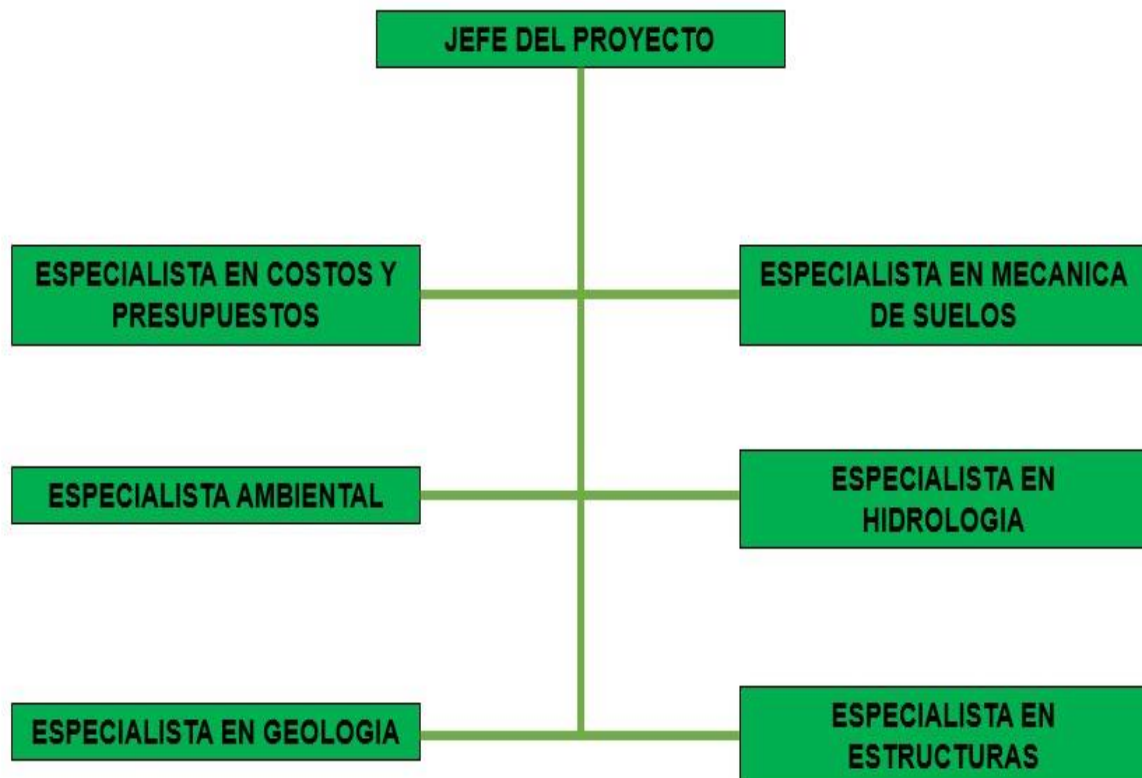 JEFE DEL PROYECTO
ESPECIALISTA EN COSTOS Y
PRESUPUESTOS
ESPECIALISTA EN MECANICA
DE SUELOS
ESPECIALISTA AMBIENTAL
ESPECIALISTA EN
HIDROLOGIA
ESPECIALISTA EN GEOLOGIA
ESPECIALISTA EN
ESTRUCTURAS